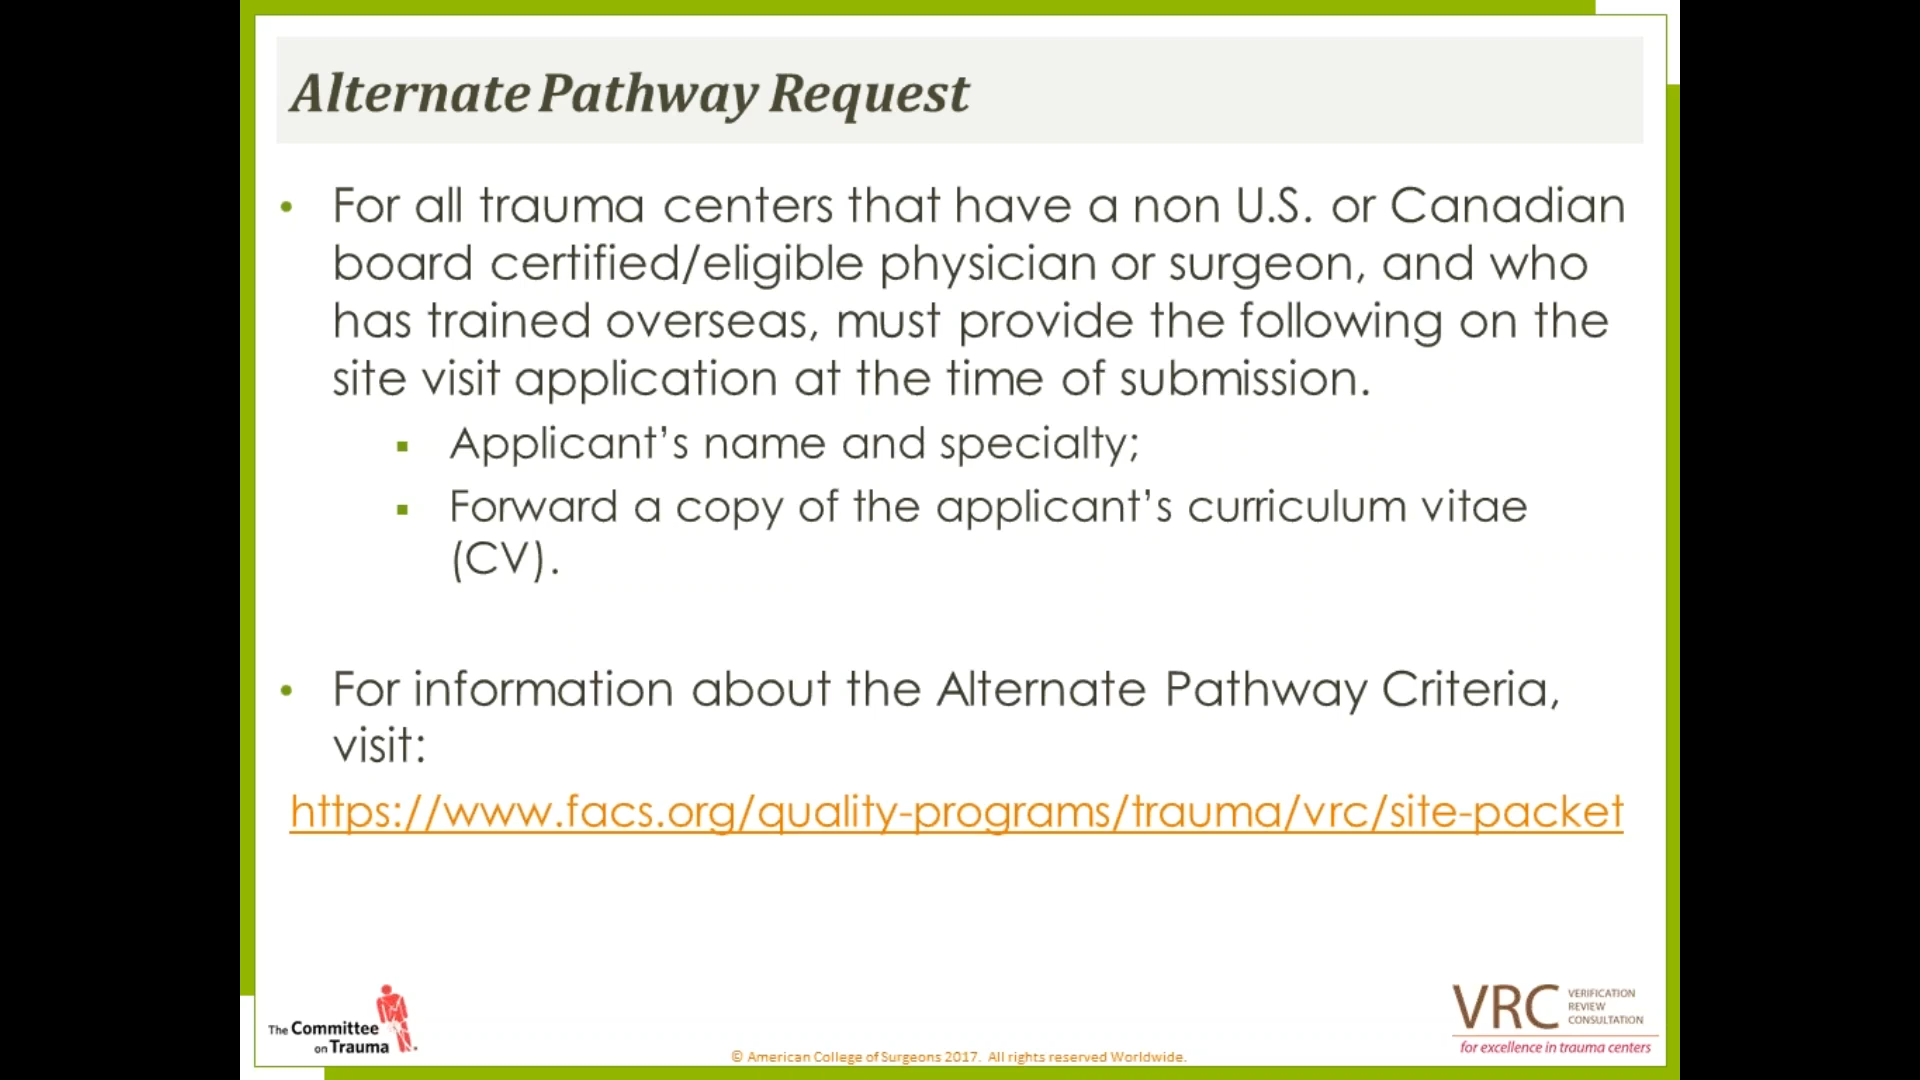 Alternate Pathway Request
• For all trauma centers that have a non U.S. or Canadian
board certified/eligible physician or surgeon, and who
has trained overseas, must provide the following on the
site visit application at the time of submission.
▪ Applicant’s name and specialty;
▪ Forward a copy of the applicant’s curriculum vitae
(CV).
• For information about the Alternate Pathway Criteria,
visit:
https://www.facs.org/quality-programs/trauma/vrc/site-packet
The Committee
on Trauma
© American College of Surgeons 2017. All rights reserved Worldwide.
VRC
VERIFICATION
REVIEW
CONSULTATION
for excellence in trauma centers